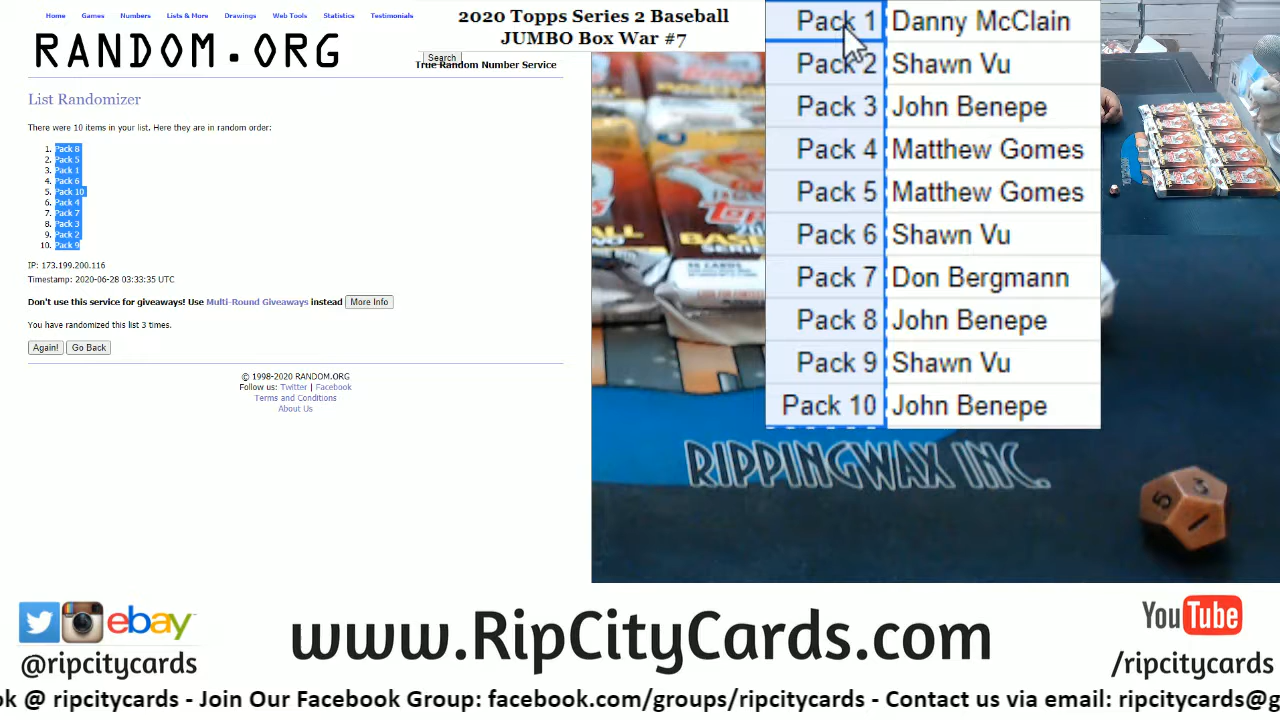 Home Games Numbers Lists & More Drawings Web Tools Statistics Testimonials
RANDOM.ORG
Search
True Random Number Service
List Randomizer
There were 10 items in your list. Here they are in random order:
1. Pack 8
2. Pack 5
3. Pack 1
4. Pack 6
5. Pack 10
6. Pack 4
7. Pack 7
8. Pack 3
9. Pack 2
10. Pack 9
IP: 173.199.200.116
Timestamp: 2020-06-28 03:33:35 UTC
Don't use this service for giveaways! Use Multi-Round Giveaways instead More Info
You have randomized this list 3 times.
Again! Go Back
© 1998-2020 RANDOM.ORG
Follow us: Twitter | Facebook
Terms and Conditions
About Us
2020 Topps Series 2 Baseball
JUMBO Box War #7
Pack 1 Danny McClain
Pack 2 Shawn Vu
Pack 3 John Benepe
Pack 4 Matthew Gomes
Pack 5 Matthew Gomes
Pack 6 Shawn Vu
Pack 7 Don Bergmann
Pack 8 John Benepe
Pack 9 Shawn Vu
Pack 10 John Benepe
RIPPINGWAX INC.
5
1
ebay
@ripcitycards
www.RipCityCards.com
YouTube
/ripcitycards
ok @ ripcitycards - Join Our Facebook Group: facebook.com/groups/ripcitycards - Contact us via email: ripcitycards@g